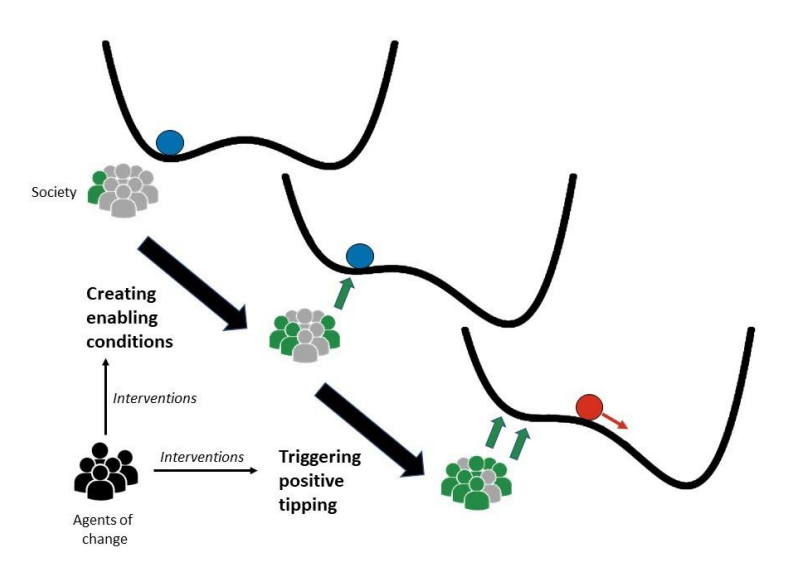 Society
Creating
enabling
conditions
Interventions
Interventions
Agents of
change
Triggering
positive
tipping